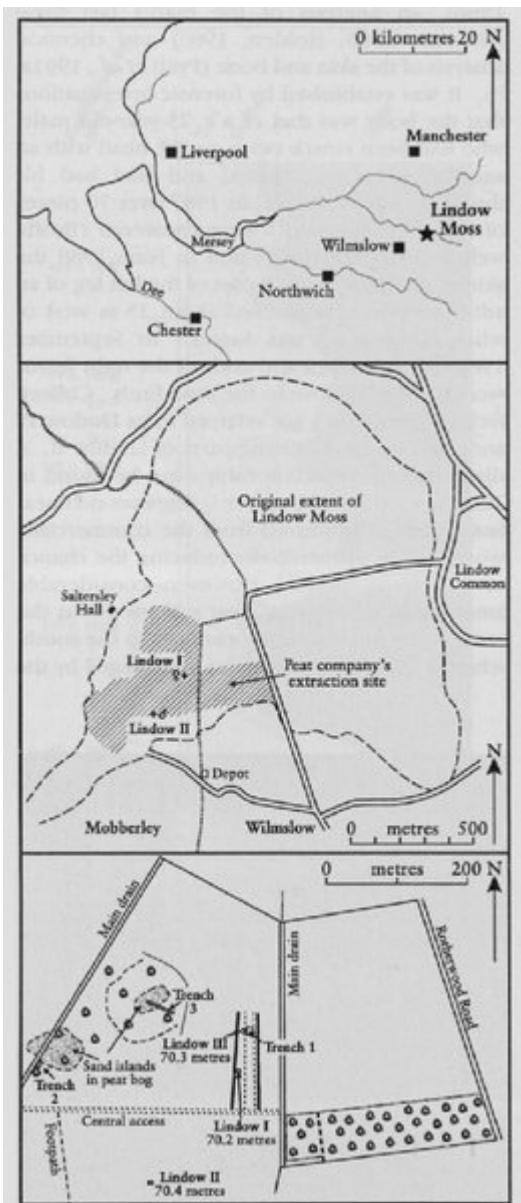 0 kilometres 20 N
Liverpool
Manchester
Mersey
Lindow
Moss
Wilmslow
Northwich
Dee
Chester
Original extent of
Lindow Moss
Lindow
Common
Saltersley
Hall
Lindow I
Peat company's
extraction site
Lindow II
Depot
N
Mobberley
Wilmslow
0 metres 500
0 metres 200
N
Main drain
Main drain
Rotherwood Road
Trench
3
Lindow III
70.3 metres
Trench 1
Sand islands
in peat bog
Trench
2
Central access
Lindow I
70.2 metres
Footpath
Lindow II
70.4 metres